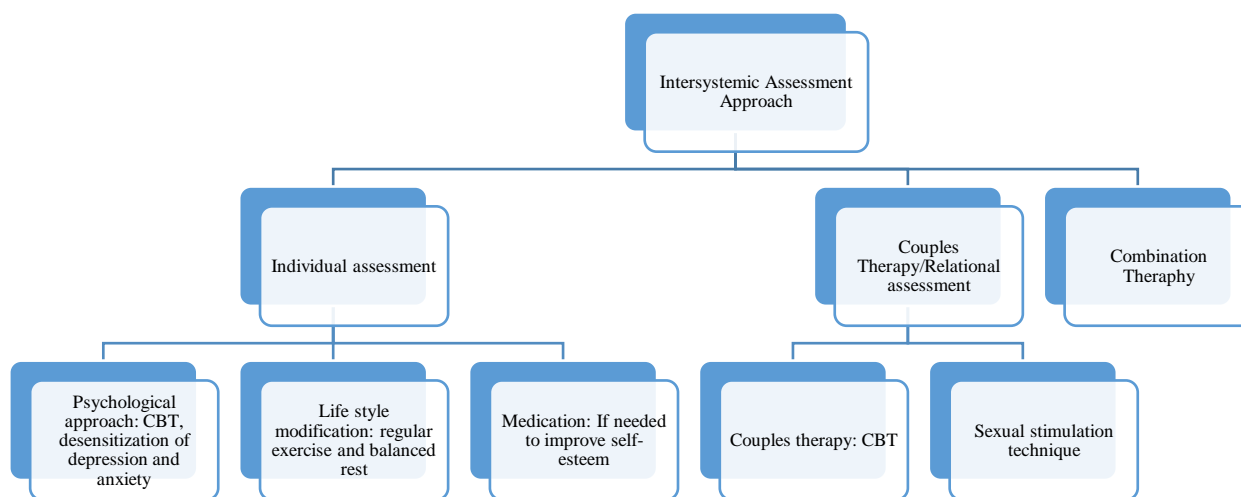 Intersystemic Assessment
Approach
Individual assessment
Couples
Therapy/Relational
assessment
Combination
Theraphy
Psychological
approach: CBT,
desensitization of
depression and
anxiety
Life style
modification: regular
exercise and balanced
rest
Medication: If needed
to improve self-
esteem
Couples therapy: CBT
Sexual stimulation
technique